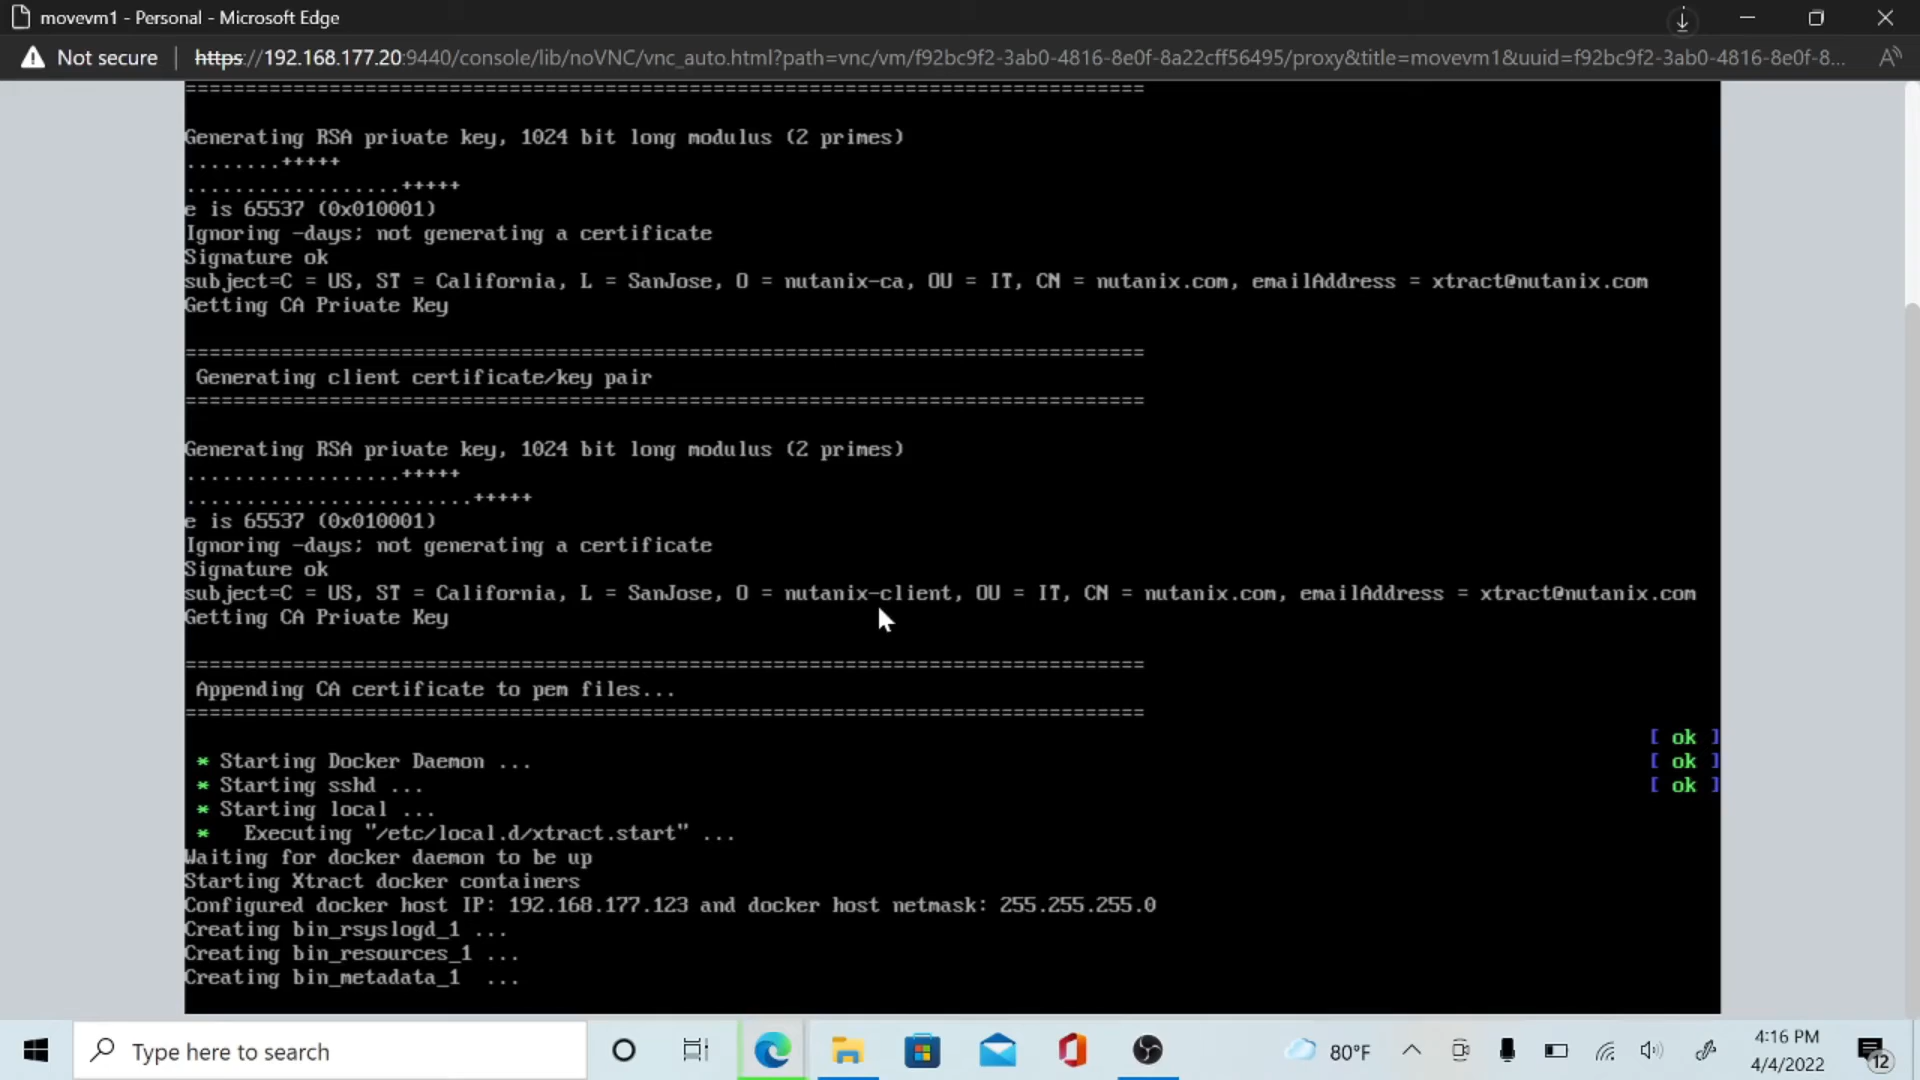 movevm1 - Personal - Microsoft Edge
Not secure | https://192.168.177.20:9440/console/lib/noVNC/vnc_auto.html?path=vnc/vm/f92bc9f2-3ab0-4816-8e0f-8a22cff56495/proxy&title=movevm1&uuid=f92bc9f2-3ab0-4816-8e0f-8...
================================================================================
Generating RSA private key, 1024 bit long modulus (2 primes)
........+++++
..................+++++
e is 65537 (0x010001)
Ignoring -days; not generating a certificate
Signature ok
subject=C = US, ST = California, L = SanJose, O = nutanix-ca, OU = IT, CN = nutanix.com, emailAddress = xtract@nutanix.com
Getting CA Private Key
================================================================================
Generating client certificate/key pair
================================================================================
Generating RSA private key, 1024 bit long modulus (2 primes)
..................+++++
........................+++++
e is 65537 (0x010001)
Ignoring -days; not generating a certificate
Signature ok
subject=C = US, ST = California, L = SanJose, O = nutanix-client, OU = IT, CN = nutanix.com, emailAddress = xtract@nutanix.com
Getting CA Private Key
================================================================================
Appending CA certificate to pem files...
================================================================================
[ ok ]
* Starting Docker Daemon ... [ ok ]
* Starting sshd ... [ ok ]
* Starting local ...
* Executing "/etc/local.d/xtract.start" ...
Waiting for docker daemon to be up
Starting Xtract docker containers
Configured docker host IP: 192.168.177.123 and docker host netmask: 255.255.255.0
Creating bin_rsyslogd_1 ...
Creating bin_resources_1 ...
Creating bin_metadata_1 ...
Type here to search
80°F
4:16 PM
4/4/2022
12